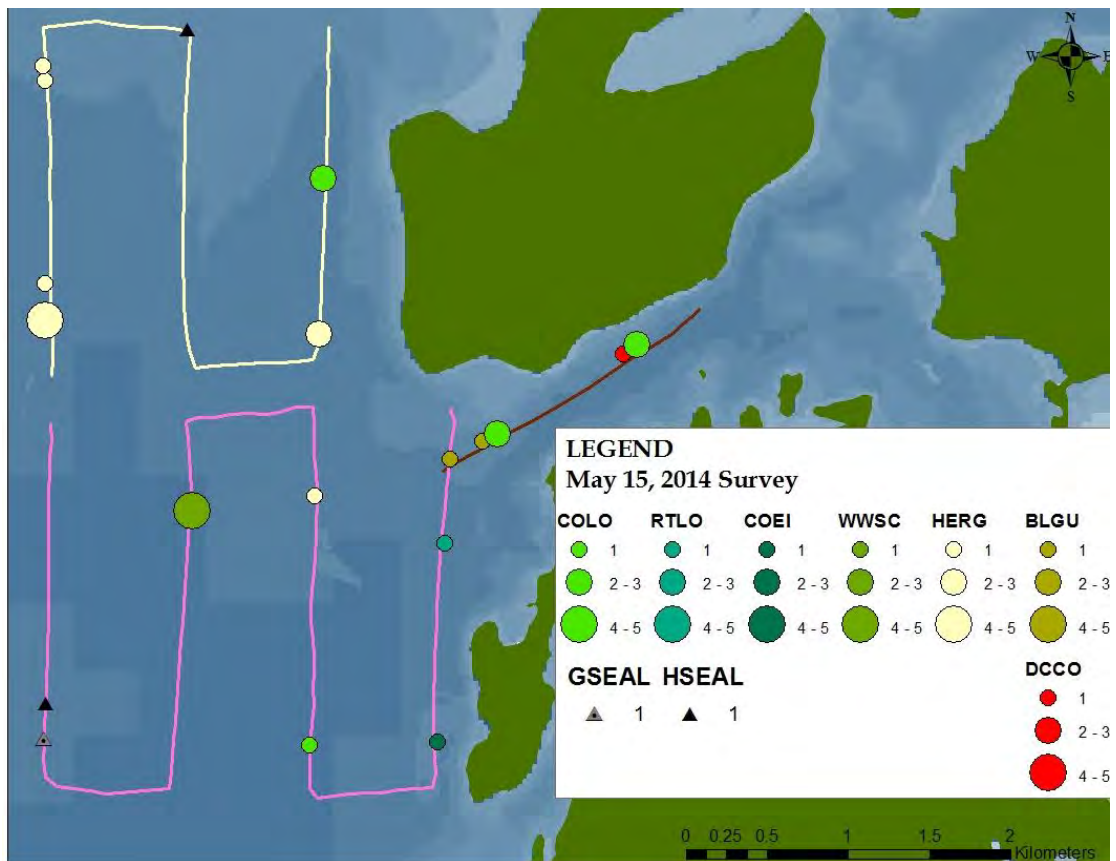 N
W E
S
LEGEND
May 15, 2014 Survey
COLO RTLO COEI WWSC HERG BLGU
1 1 1 1 1 1
2 - 3 2 - 3 2 - 3 2 - 3 2 - 3 2 - 3
4 - 5 4 - 5 4 - 5 4 - 5 4 - 5 4 - 5
GSEAL HSEAL DCCO
1 1 1
2 - 3
4 - 5
0 0.25 0.5 1 1.5 2
Kilometers